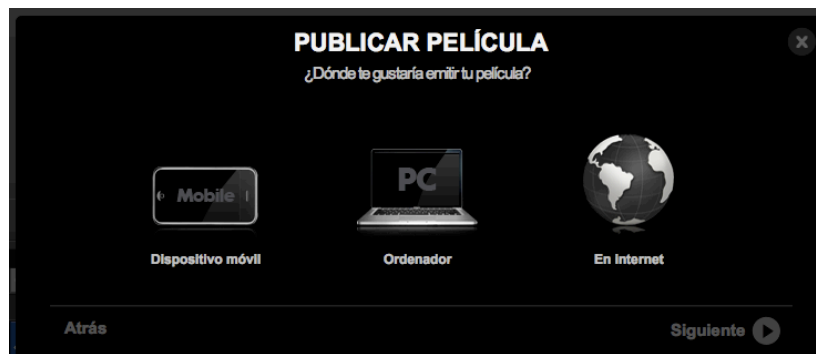 PUBLICAR PELÍCULA
¿Dónde te gustaría emitir tu película?
Mobile
PC
Dispositivo móvil
Ordenador
En Internet
Atrás
Siguiente